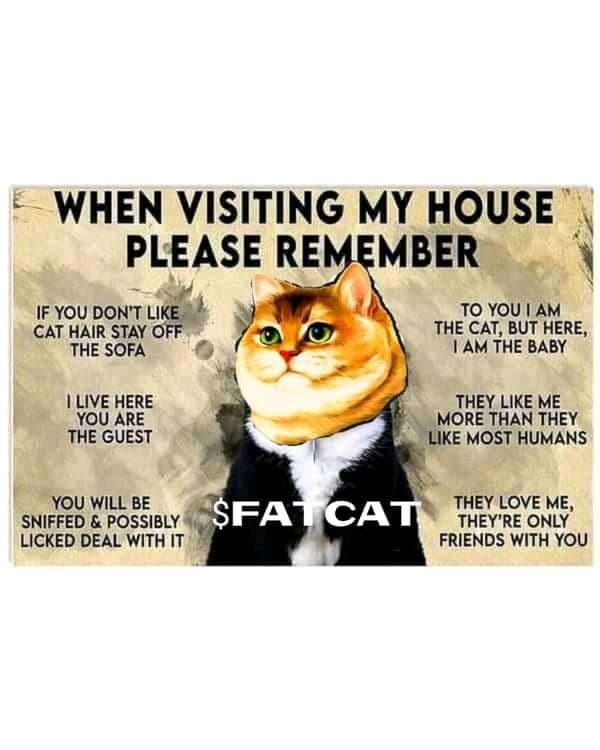 WHEN VISITING MY HOUSE
PLEASE REMEMBER
IF YOU DON'T LIKE
CAT HAIR STAY OFF
THE SOFA
I LIVE HERE
YOU ARE
THE GUEST
YOU WILL BE
SNIFFED & POSSIBLY
LICKED DEAL WITH IT
TO YOU I AM
THE CAT, BUT HERE,
I AM THE BABY
THEY LIKE ME
MORE THAN THEY
LIKE MOST HUMANS
THEY LOVE ME,
THEY'RE ONLY
FRIENDS WITH YOU
$FATCAT